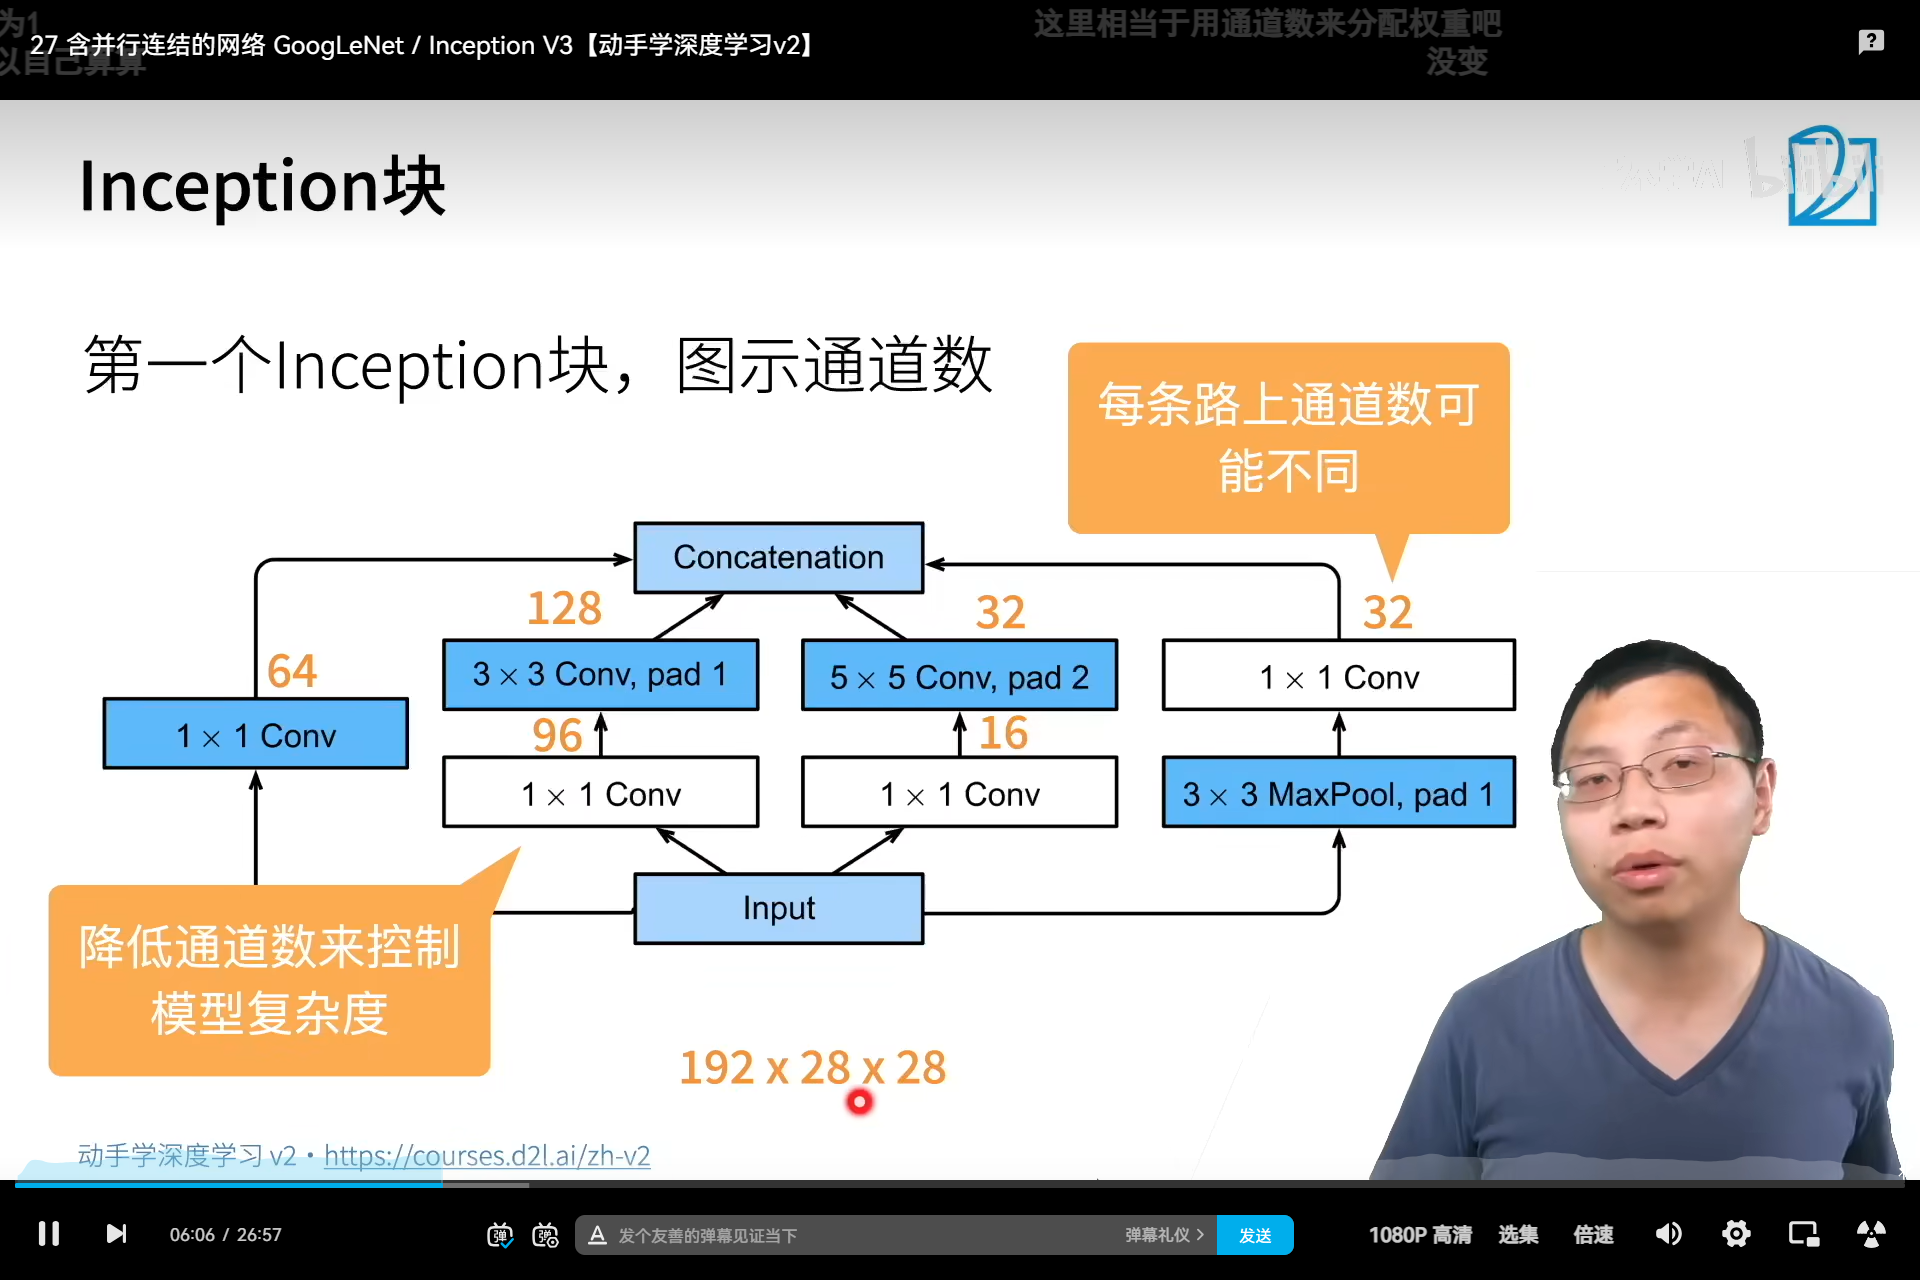 为1
这里相当于用通道数来分配权重吧
27 含并行连结的网络 GoogLeNet / Inception V3【动手学深度学习v2】
以自己算算
没变
Inception块
bilibili
第一个Inception块，图示通道数
每条路上通道数可
能不同
Concatenation
128
32
32
64
3 × 3 Conv, pad 1
5 × 5 Conv, pad 2
1 × 1 Conv
1 × 1 Conv
96
16
1 × 1 Conv
1 × 1 Conv
3 × 3 MaxPool, pad 1
Input
降低通道数来控制
模型复杂度
192 x 28 x 28
动手学深度学习 v2 • https://courses.d2l.ai/zh-v2
06:06 / 26:57
弹
弹
A
发个友善的弹幕见证当下
弹幕礼仪 >
发送
1080P 高清
选集
倍速